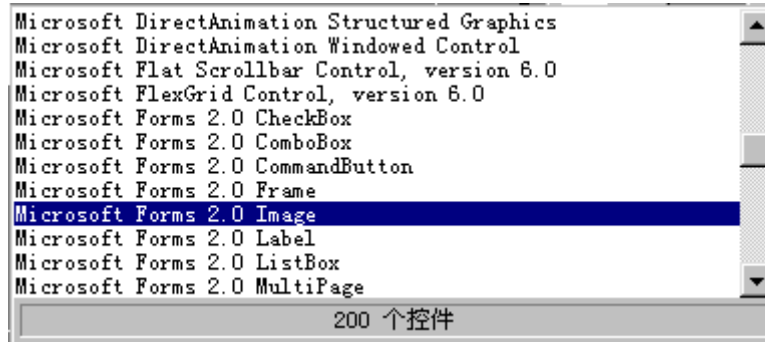 Microsoft DirectAnimation Structured Graphics
Microsoft DirectAnimation Windowed Control
Microsoft Flat Scrollbar Control, version 6.0
Microsoft FlexGrid Control, version 6.0
Microsoft Forms 2.0 CheckBox
Microsoft Forms 2.0 ComboBox
Microsoft Forms 2.0 CommandButton
Microsoft Forms 2.0 Frame
Microsoft Forms 2.0 Image
Microsoft Forms 2.0 Label
Microsoft Forms 2.0 ListBox
Microsoft Forms 2.0 MultiPage
200 个控件